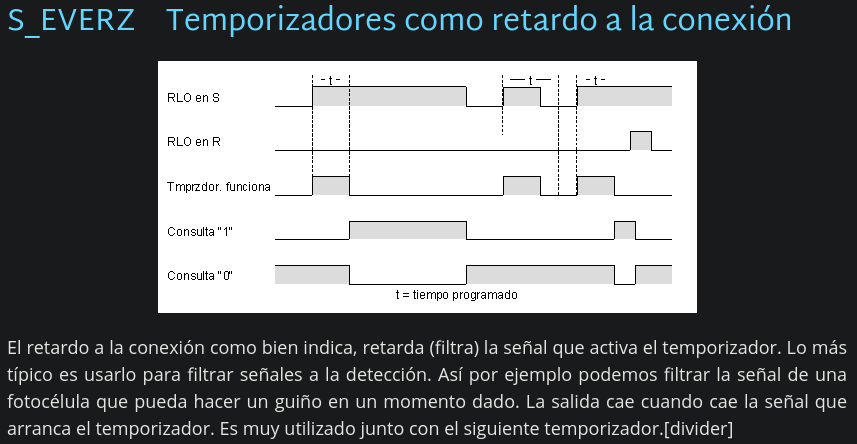 S_EVERZ Temporizadores como retardo a la conexión
- t - — t — - t -
RLO en S
RLO en R
Tmprzdor. funciona
Consulta "1"
Consulta "0"
t = tiempo programado
El retardo a la conexión como bien indica, retarda (filtra) la señal que activa el temporizador. Lo más
típico es usarlo para filtrar señales a la detección. Así por ejemplo podemos filtrar la señal de una
fotocélula que pueda hacer un guiño en un momento dado. La salida cae cuando cae la señal que
arranca el temporizador. Es muy utilizado junto con el siguiente temporizador.[divider]